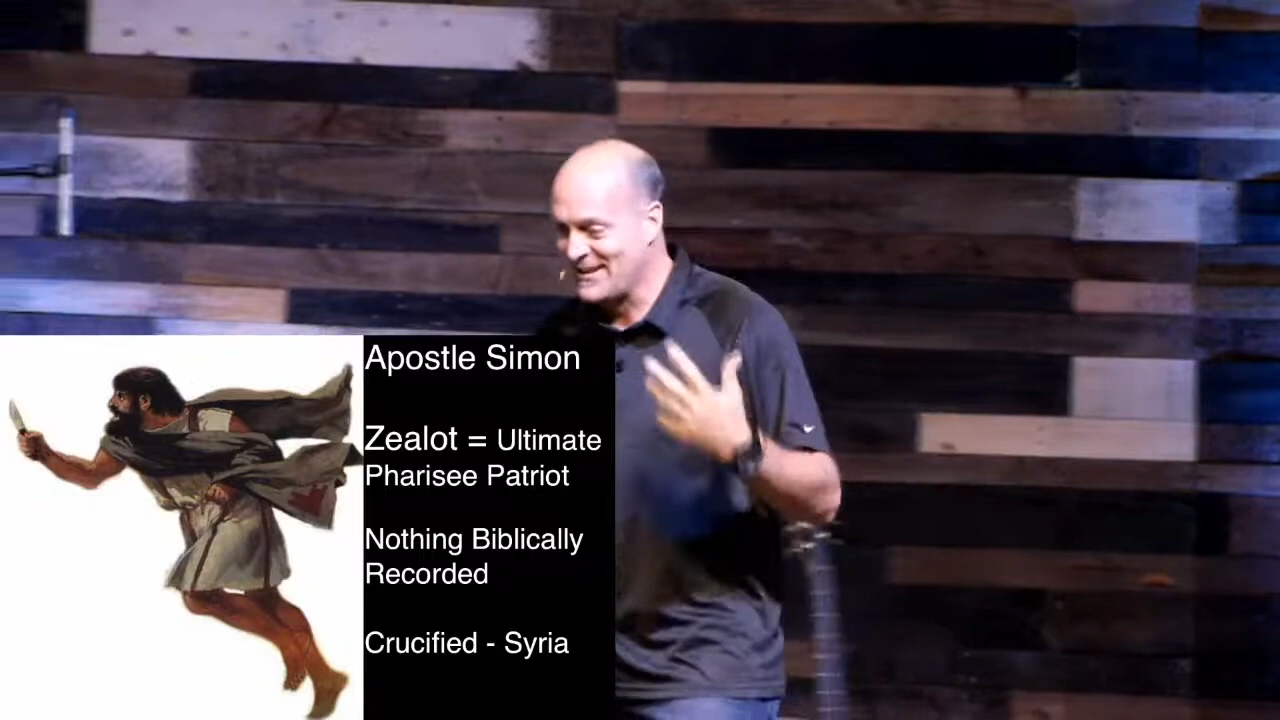 Apostle Simon
Zealot = Ultimate
Pharisee Patriot
Nothing Biblically
Recorded
Crucified - Syria